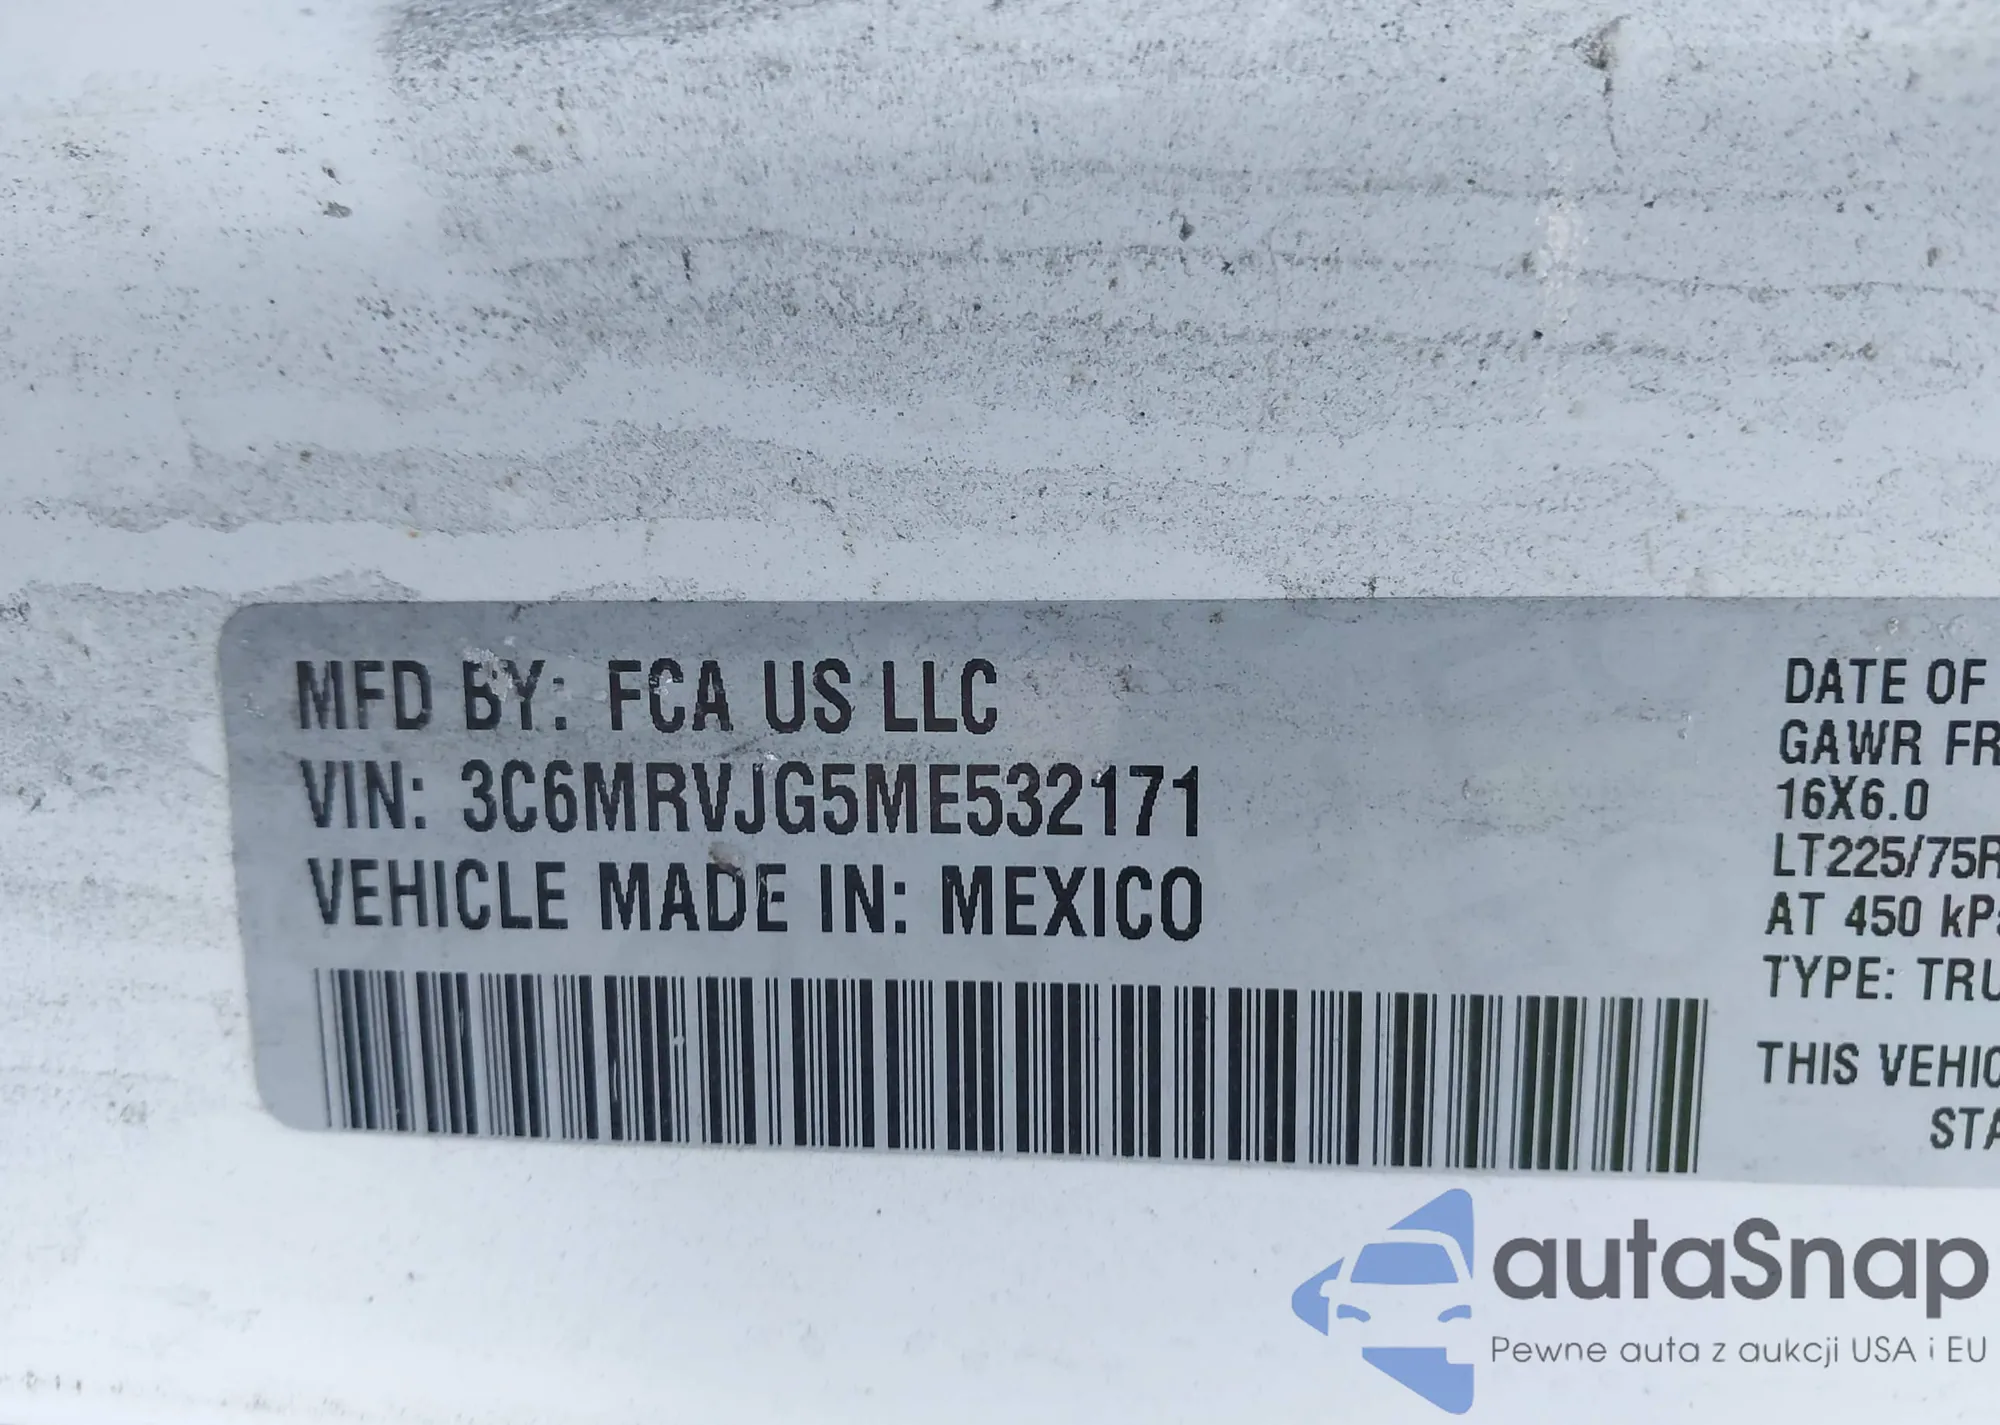 MFD BY: FCA US LLC
VIN: 3C6MRVJG5ME532171
VEHICLE MADE IN: MEXICO
DATE OF
GAWR FR
16X6.0
LT225/75R
AT 450 kPa
TYPE: TRU
THIS VEHIC
STA
autaSnap
Pewne auta z aukcji USA i EU